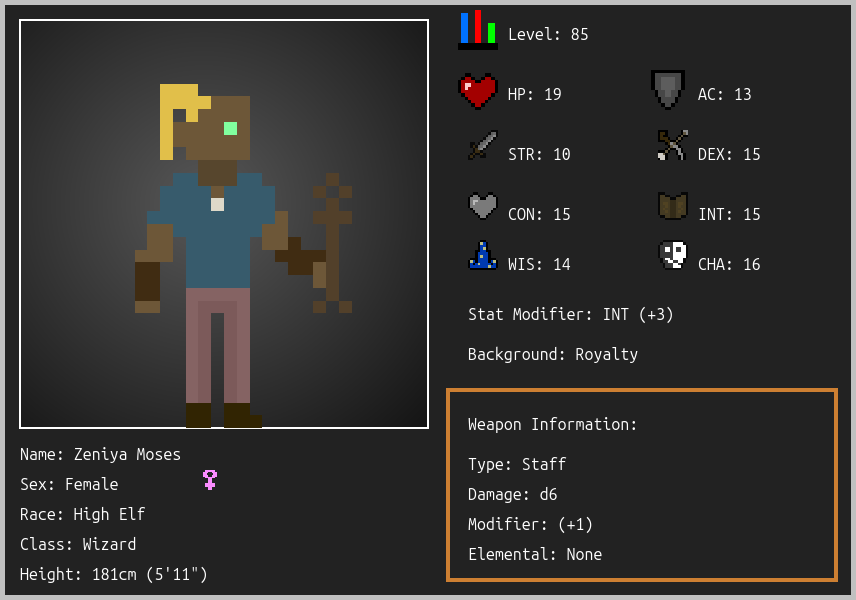 Level: 85
HP: 19
AC: 13
STR: 10
DEX: 15
CON: 15
INT: 15
WIS: 14
CHA: 16
Stat Modifier: INT (+3)
Background: Royalty
Weapon Information:
Type: Staff
Damage: d6
Modifier: (+1)
Elemental: None
Name: Zeniya Moses
Sex: Female
Race: High Elf
Class: Wizard
Height: 181cm (5'11")